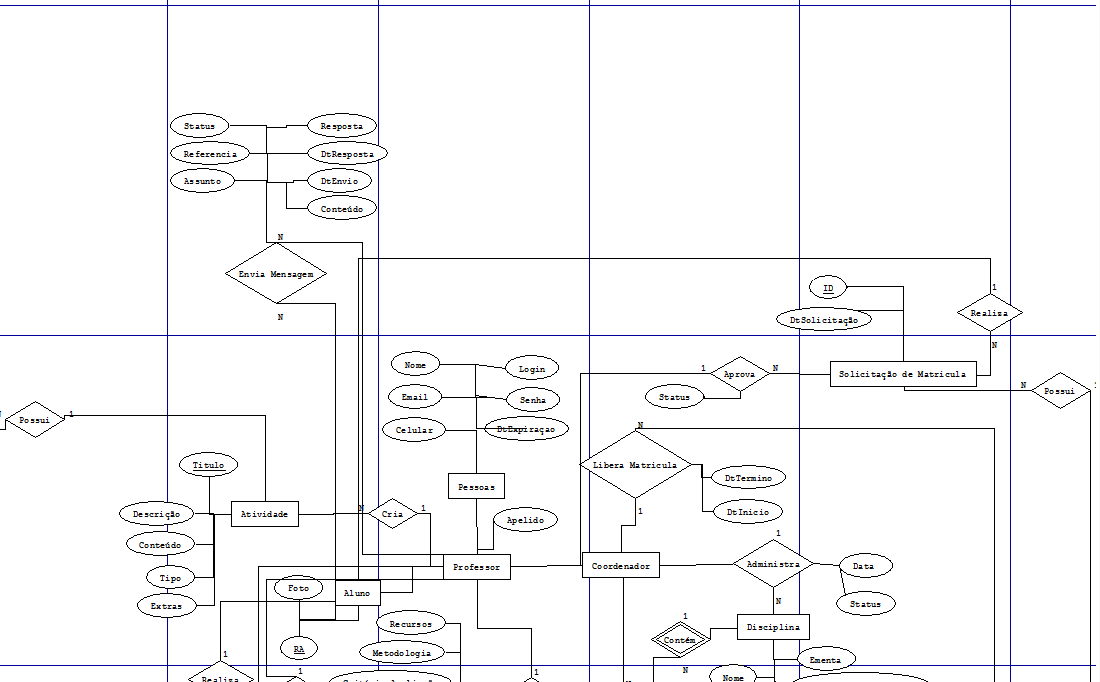 Status
Resposta
Referencia
DtResposta
Assunto
DtEnvio
Conteúdo
N
Envia Mensagem
N
ID
1
DtSolicitação
Realiza
N
Nome
Login
1
Aprova
N
Solicitação de Matricula
N
Possui
Email
Senha
Status
Possui
1
Celular
DtExpiraçao
N
Titulo
Libera Matricula
DtTermino
Pessoas
Descrição
Atividade
N
Cria
1
Apelido
1
DtInicio
Conteúdo
1
Professor
Coordenador
Administra
Data
Tipo
Foto
Aluno
N
Status
Extras
Recursos
1
Disciplina
Contém
RA
Metodologia
1
N
Ementa
1
1
Nome
Realiza